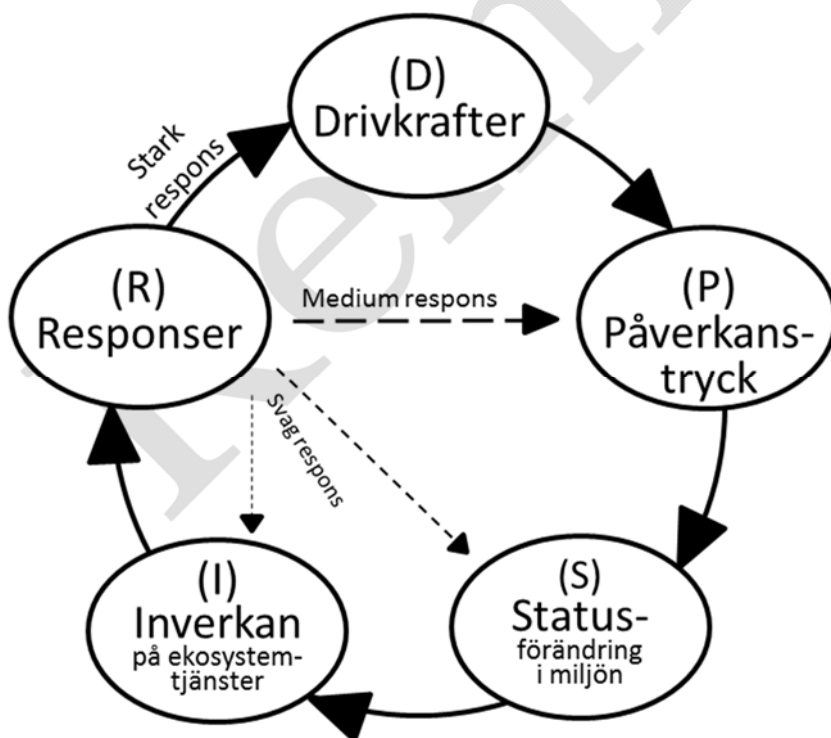 (D)
Drivkrafter
Stark
respons
(R)
Responser
Medium respons
(P)
Påverkans-
tryck
Svag respons
(I)
Inverkan
på ekosystem-
tjänster
(S)
Status-
förändring
i miljön